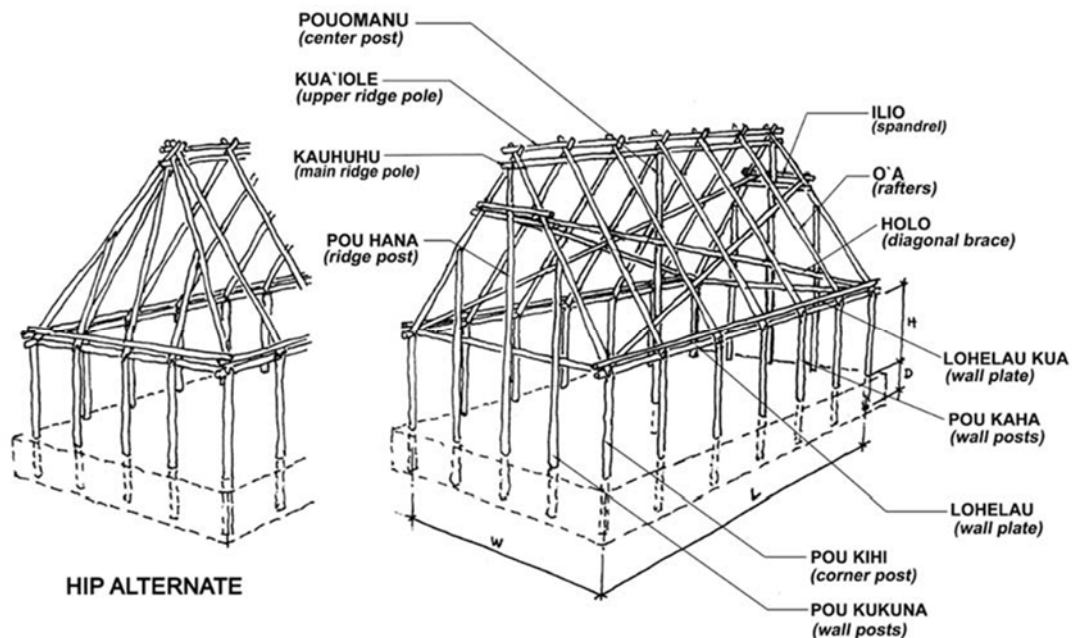 POUOMANU
(center post)
KUA`IOLE
(upper ridge pole)
KAUHUHU
(main ridge pole)
POU HANA
(ridge post)
ILIO
(spandrel)
O`A
(rafters)
HOLO
(diagonal brace)
H
D
LOHELAU KUA
(wall plate)
POU KAHA
(wall posts)
LOHELAU
(wall plate)
L
W
POU KIHI
(corner post)
POU KUKUNA
(wall posts)
HIP ALTERNATE